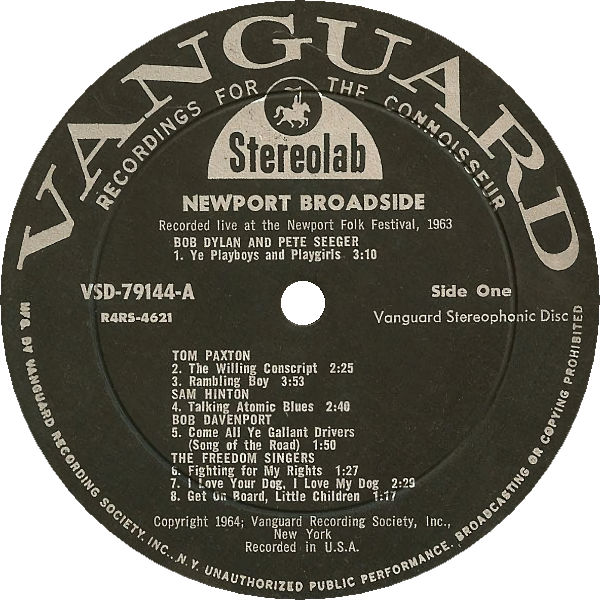 VANGUARD
RECORDINGS FOR THE CONNOISSEUR
Stereolab
NEWPORT BROADSIDE
Recorded live at the Newport Folk Festival, 1963
BOB DYLAN AND PETE SEEGER
1. Ye Playboys and Playgirls 3:10
VSD-79144-A
Side One
R4RS-4621
Vanguard Stereophonic Disc
TOM PAXTON
2. The Willing Conscript 2:25
3. Rambling Boy 3:53
SAM HINTON
4. Talking Atomic Blues 2:40
BOB DAVENPORT
5. Come All Ye Gallant Drivers
(Song of the Road) 1:50
THE FREEDOM SINGERS
6. Fighting for My Rights 1:27
7. I Love Your Dog, I Love My Dog 2:29
8. Get On Board, Little Children 1:17
Copyright 1964; Vanguard Recording Society, Inc.,
New York
Recorded in U.S.A.
MFG. BY VANGUARD RECORDING SOCIETY, INC., N.Y. UNAUTHORIZED PUBLIC PERFORMANCE, BROADCASTING OR COPYING PROHIBITED